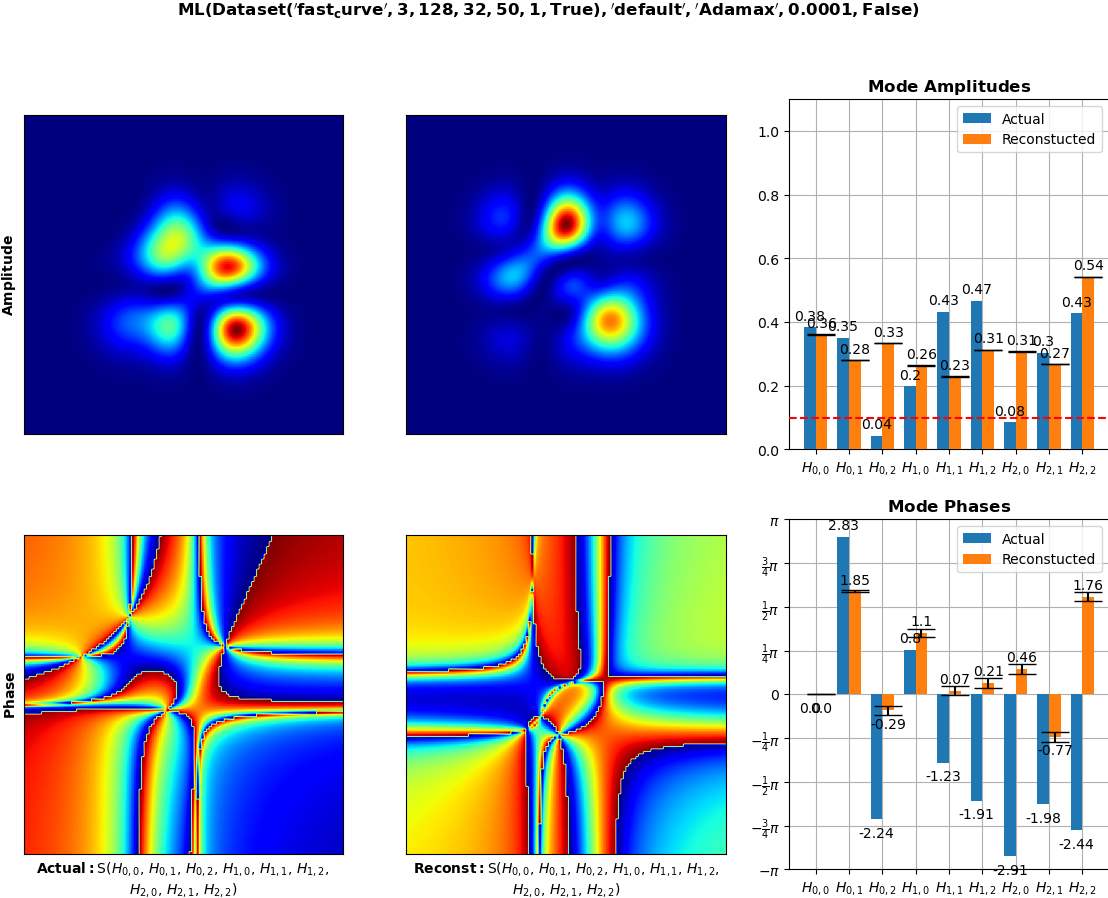 ML(Dataset('fast_curve', 3, 128, 32, 50, 1, True), 'default', 'Adamax', 0.0001, False)
Amplitude
Mode Amplitudes
Actual
Reconstucted
1.0
0.8
0.6
0.4
0.2
0.0
0.38
0.36
0.35
0.28
0.04
0.33
0.2
0.26
0.43
0.23
0.47
0.31
0.08
0.31
0.3
0.27
0.43
0.54
H0,0 H0,1 H0,2 H1,0 H1,1 H1,2 H2,0 H2,1 H2,2
Phase
Mode Phases
Actual
Reconstucted
π
3/4π
1/2π
1/4π
0
−1/4π
−1/2π
−3/4π
−π
0.0
0.0
2.83
1.85
-2.24
-0.29
0.8
1.1
-1.23
0.07
-1.91
0.21
-2.91
0.46
-1.98
-0.77
-2.44
1.76
H0,0 H0,1 H0,2 H1,0 H1,1 H1,2 H2,0 H2,1 H2,2
Actual: S(H0,0, H0,1, H0,2, H1,0, H1,1, H1,2,
H2,0, H2,1, H2,2)
Reconst: S(H0,0, H0,1, H0,2, H1,0, H1,1, H1,2,
H2,0, H2,1, H2,2)